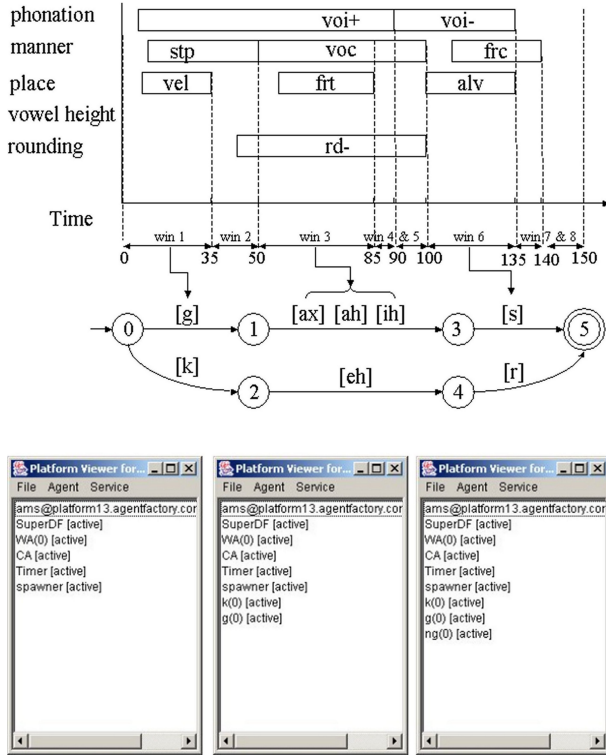 phonation voi+ voi-
manner stp voc frc
place vel frt alv
vowel height
rounding rd-
Time
win 1 win 2 win 3 win 4 & 5 win 6 win 7 & 8
0 35 50 85 90 100 135 140 150
[g] [ax] [ah] [ih] [s]
0 1 3 5
[k] [eh] [r]
2 4
Platform Viewer for... Platform Viewer for... Platform Viewer for...
File Agent Service File Agent Service File Agent Service
ams@platform13.agentfactory.cor ams@platform13.agentfactory.cor ams@platform13.agentfactory.cor
SuperDF [active] SuperDF [active] SuperDF [active]
WA(0) [active] WA(0) [active] WA(0) [active]
CA [active] CA [active] CA [active]
Timer [active] Timer [active] Timer [active]
spawner [active] spawner [active] spawner [active]
k(0) [active] k(0) [active]
g(0) [active] g(0) [active]
ng(0) [active]